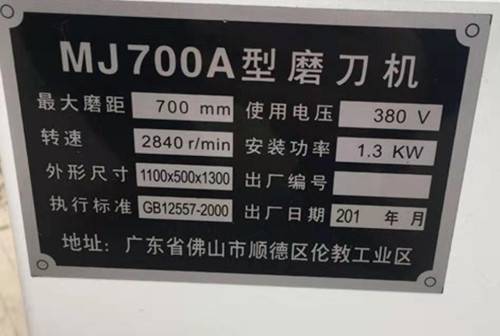 MJ700A型磨刀机
最大磨距 700 mm 使用电压 380 V
转速 2840 r/min 安装功率 1.3 KW
外形尺寸 1100x500x1300 出厂编号
执行标准 GB12557-2000 出厂日期 201 年 月
地址: 广东省佛山市顺德区伦教工业区